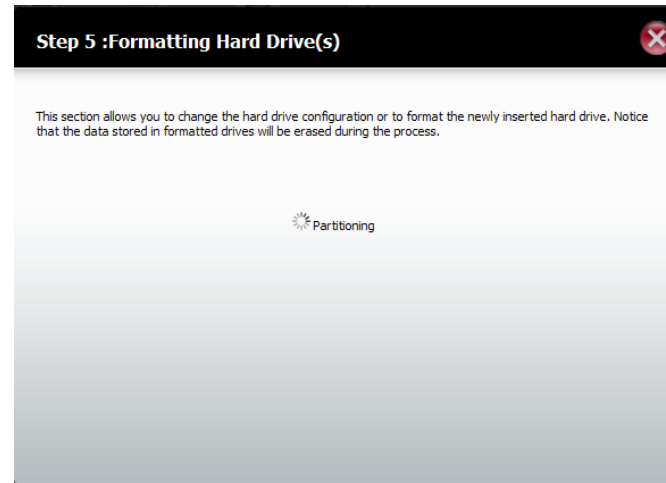 Step 5 :Formatting Hard Drive(s)
This section allows you to change the hard drive configuration or to format the newly inserted hard drive. Notice
that the data stored in formatted drives will be erased during the process.
Partitioning